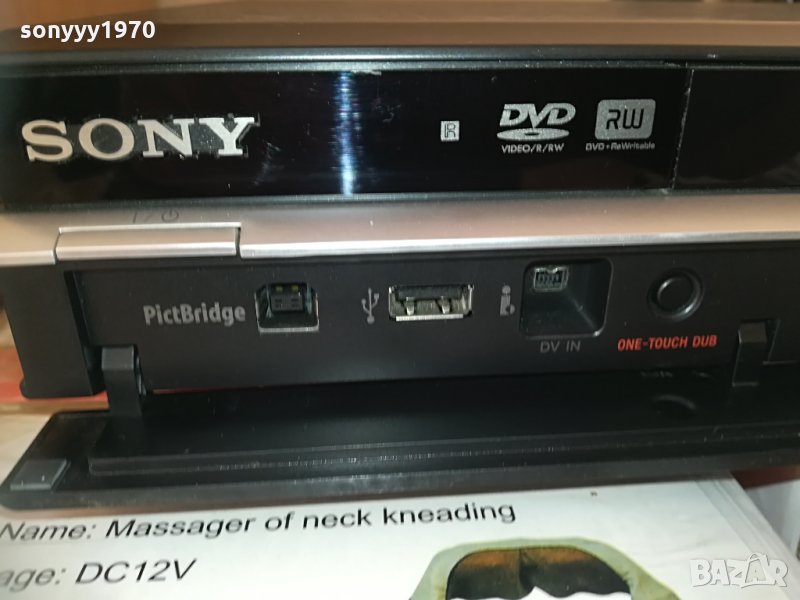 sonyyy1970
SONY
R
DVD
VIDEO/R/RW
RW
DVD+ReWritable
PictBridge
DV IN
ONE-TOUCH DUB
Name: Massager of neck kneading
age: DC12V
BAZAR